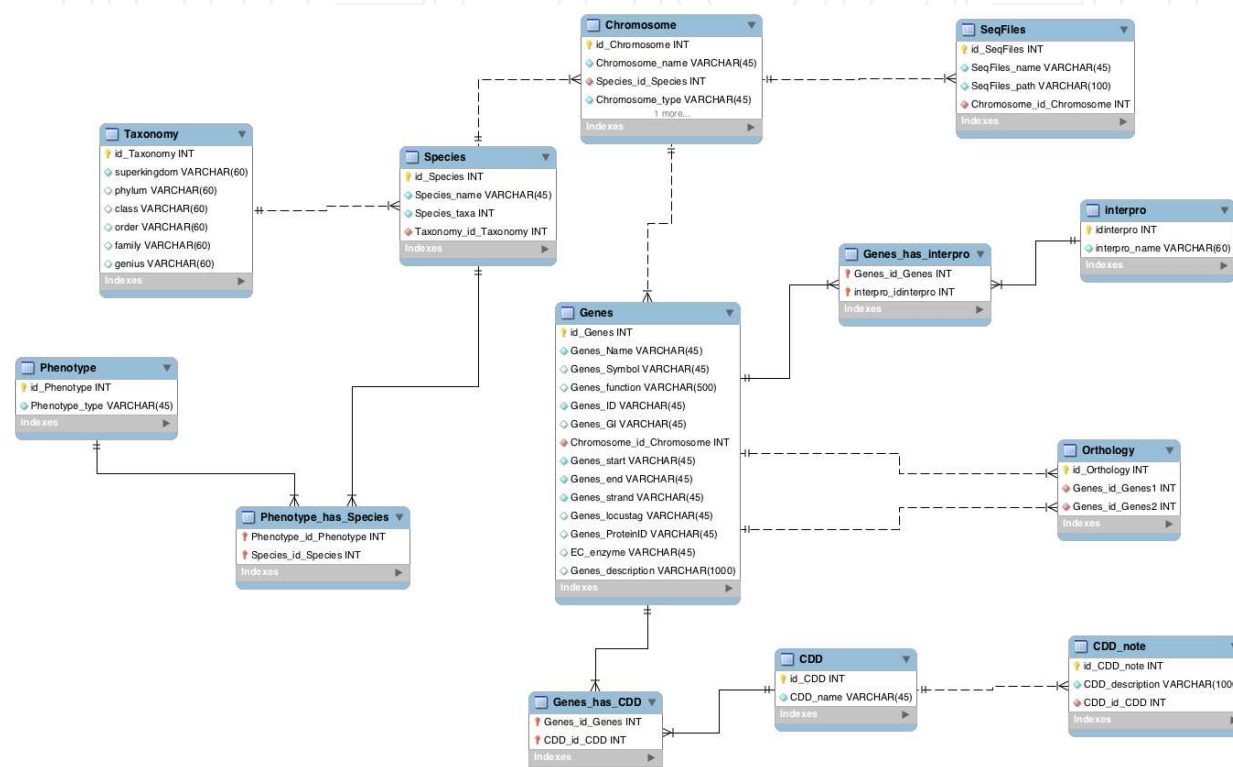 Chromosome
id_Chromosome INT
Chromosome_name VARCHAR(45)
Species_id_Species INT
Chromosome_type VARCHAR(45)
1 more...
Indexes
SeqFiles
id_SeqFiles INT
SeqFiles_name VARCHAR(45)
SeqFiles_path VARCHAR(100)
Chromosome_id_Chromosome INT
Indexes
Taxonomy
id_Taxonomy INT
superkingdom VARCHAR(60)
phylum VARCHAR(60)
class VARCHAR(60)
order VARCHAR(60)
family VARCHAR(60)
genius VARCHAR(60)
Indexes
Species
id_Species INT
Species_name VARCHAR(45)
Species_taxa INT
Taxonomy_id_Taxonomy INT
Indexes
interpro
idinterpro INT
interpro_name VARCHAR(60)
Indexes
Genes_has_interpro
Genes_id_Genes INT
interpro_idinterpro INT
Indexes
Genes
id_Genes INT
Genes_Name VARCHAR(45)
Genes_Symbol VARCHAR(45)
Genes_function VARCHAR(500)
Genes_ID VARCHAR(45)
Genes_GI VARCHAR(45)
Chromosome_id_Chromosome INT
Genes_start VARCHAR(45)
Genes_end VARCHAR(45)
Genes_strand VARCHAR(45)
Genes_locustag VARCHAR(45)
Genes_ProteinID VARCHAR(45)
EC_enzyme VARCHAR(45)
Genes_description VARCHAR(1000)
Indexes
Phenotype
id_Phenotype INT
Phenotype_type VARCHAR(45)
Indexes
Orthology
id_Orthology INT
Genes_id_Genes1 INT
Genes_id_Genes2 INT
Indexes
Phenotype_has_Species
Phenotype_id_Phenotype INT
Species_id_Species INT
Indexes
CDD
id_CDD INT
CDD_name VARCHAR(45)
Indexes
CDD_note
id_CDD_note INT
CDD_description VARCHAR(100
CDD_id_CDD INT
Indexes
Genes_has_CDD
Genes_id_Genes INT
CDD_id_CDD INT
Indexes